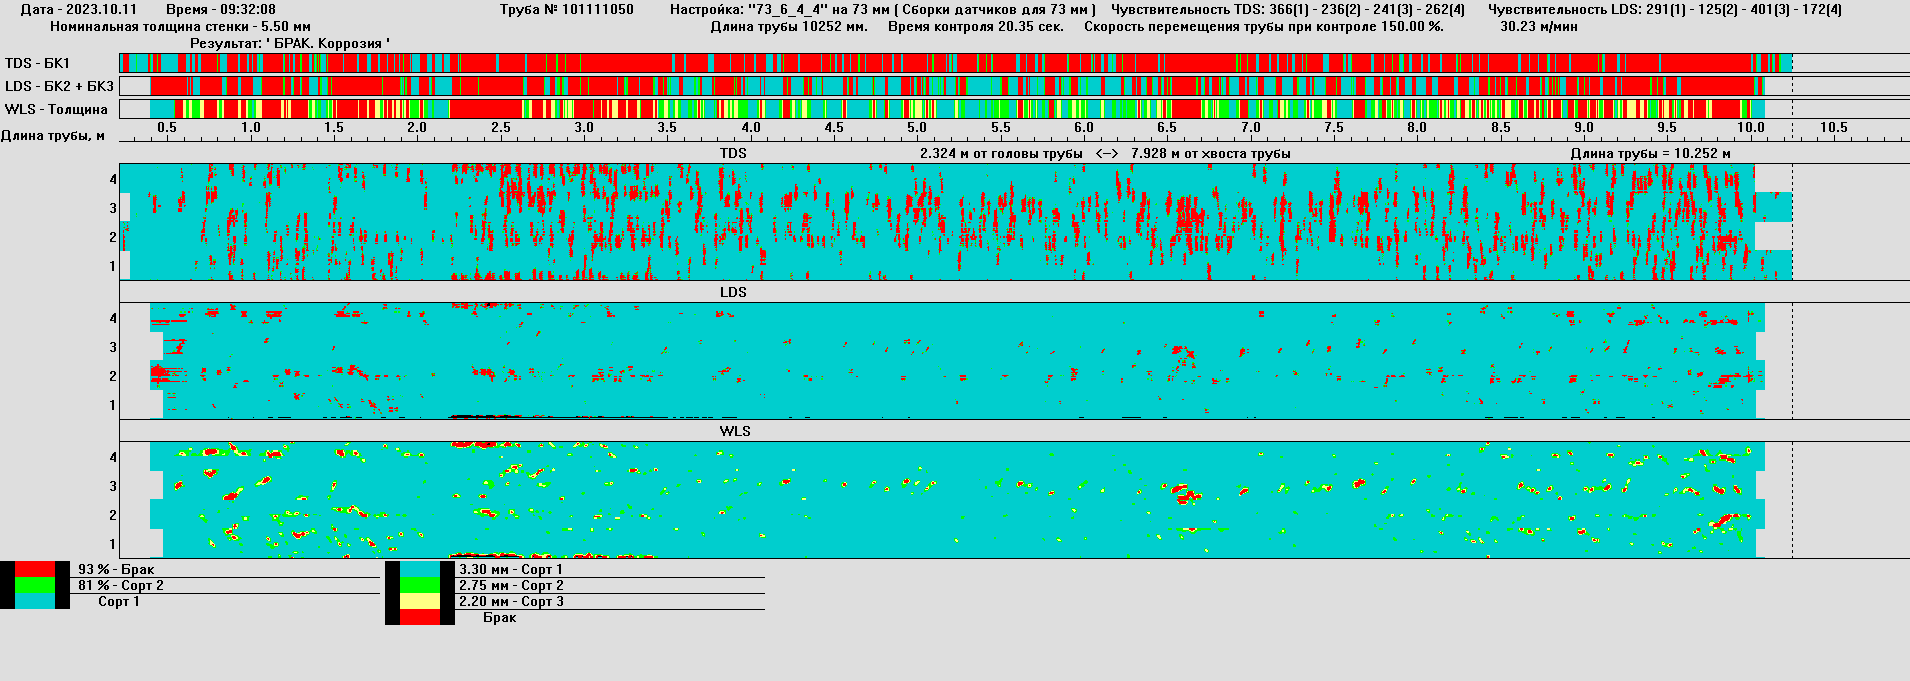 Дата - 2023.10.11 Время - 09:32:08 Труба № 101111050 Настройка: "73_6_4_4" на 73 мм ( Сборки датчиков для 73 мм ) Чувствительность TDS: 366(1) - 236(2) - 241(3) - 262(4) Чувствительность LDS: 291(1) - 125(2) - 401(3) - 172(4)
Номинальная толщина стенки - 5.50 мм Длина трубы 10252 мм. Время контроля 20.35 сек. Скорость перемещения трубы при контроле 150.00 %. 30.23 м/мин
Результат: ' БРАК. Коррозия '
TDS - БК1
LDS - БК2 + БК3
WLS - Толщина
Длина трубы, м 0.5 1.0 1.5 2.0 2.5 3.0 3.5 4.0 4.5 5.0 5.5 6.0 6.5 7.0 7.5 8.0 8.5 9.0 9.5 10.0 10.5
TDS 2.324 м от головы трубы <-> 7.928 м от хвоста трубы Длина трубы = 10.252 м
4
3
2
1
LDS
4
3
2
1
WLS
4
3
2
1
93 % - Брак 3.30 мм - Сорт 1
81 % - Сорт 2 2.75 мм - Сорт 2
Сорт 1 2.20 мм - Сорт 3
Брак